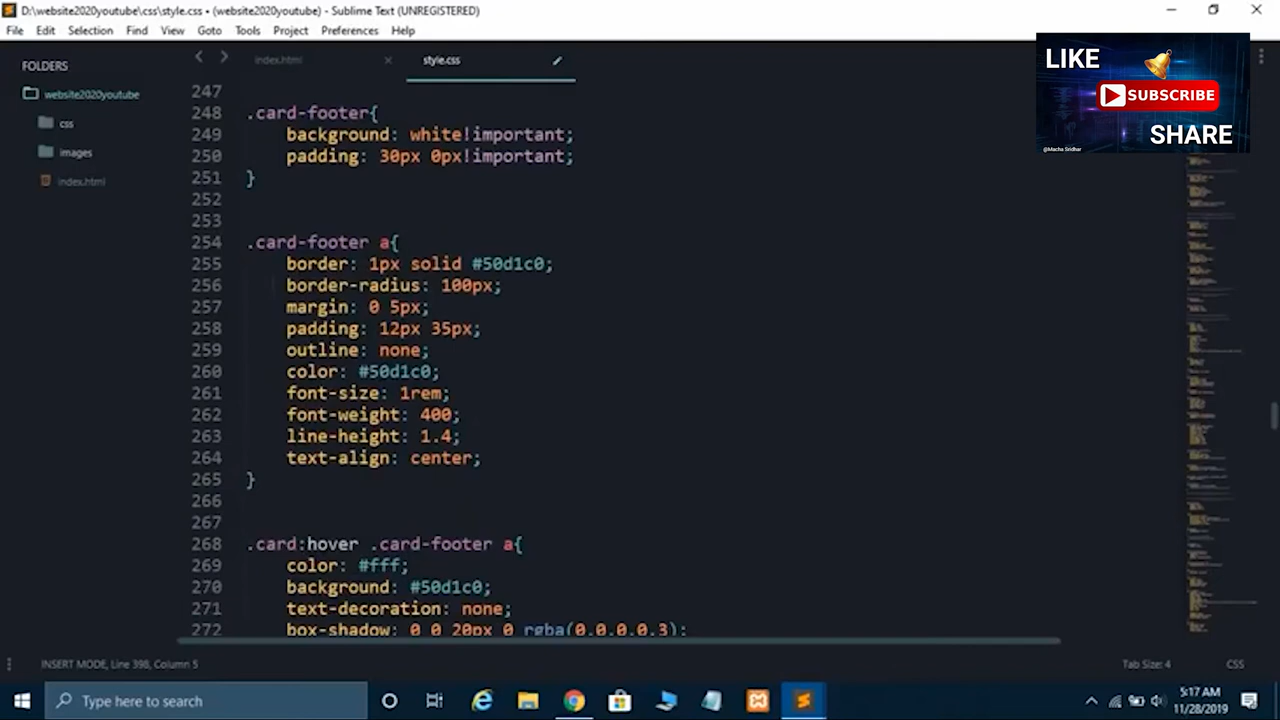 D:\website2020youtube\css\style.css • (website2020youtube) - Sublime Text (UNREGISTERED)
File Edit Selection Find View Goto Tools Project Preferences Help
FOLDERS
website2020youtube
css
images
index.html
index.html
style.css
LIKE
SUBSCRIBE
SHARE
@Macha Sridhar
247
248 .card-footer{
249 background: white!important;
250 padding: 30px 0px!important;
251 }
252
253
254 .card-footer a{
255 border: 1px solid #50d1c0;
256 border-radius: 100px;
257 margin: 0 5px;
258 padding: 12px 35px;
259 outline: none;
260 color: #50d1c0;
261 font-size: 1rem;
262 font-weight: 400;
263 line-height: 1.4;
264 text-align: center;
265 }
266
267
268 .card:hover .card-footer a{
269 color: #fff;
270 background: #50d1c0;
271 text-decoration: none;
272 box-shadow: 0 0 20px 0 rgba(0,0,0,0.3);
INSERT MODE, Line 398, Column 5
Tab Size: 4
CSS
Type here to search
5:17 AM
11/28/2019